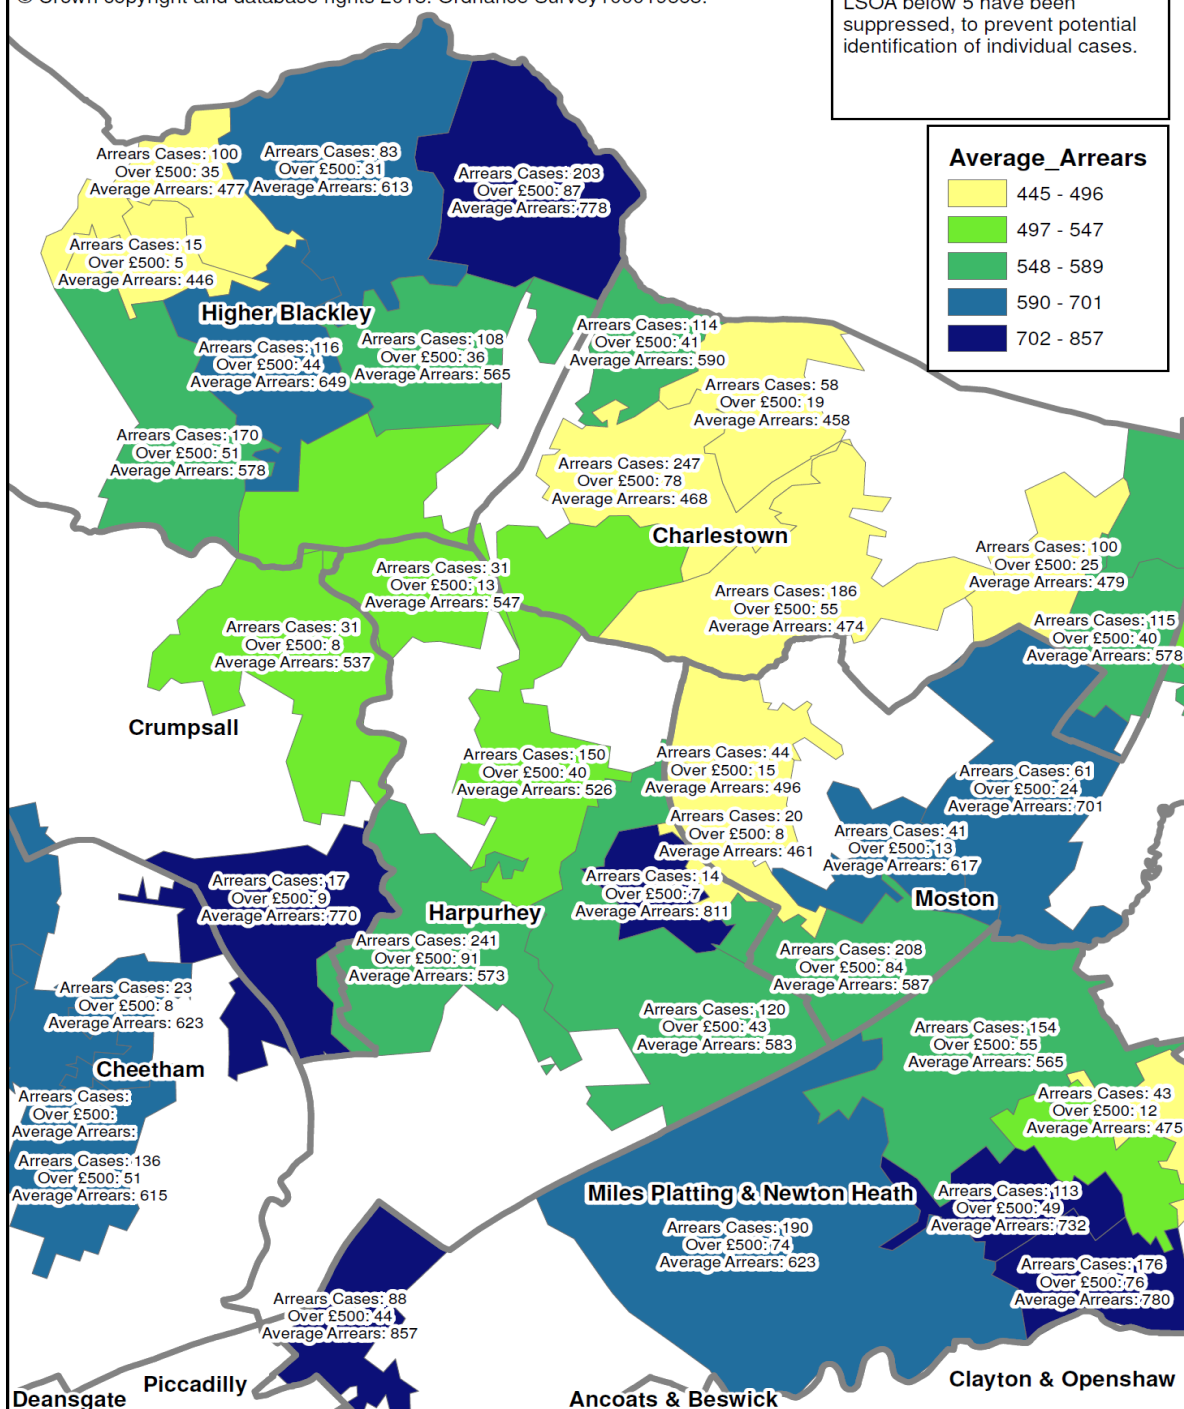 © Crown copyright and database rights 2018. Ordnance Survey100019568.
LSOA below 5 have been
suppressed, to prevent potential
identification of individual cases.
Average_Arrears
445 - 496
497 - 547
548 - 589
590 - 701
702 - 857
Arrears Cases: 100
Over £500: 35
Average Arrears: 477
Arrears Cases: 83
Over £500: 31
Average Arrears: 613
Arrears Cases: 203
Over £500: 87
Average Arrears: 778
Arrears Cases: 15
Over £500: 5
Average Arrears: 446
Higher Blackley
Arrears Cases: 116
Over £500: 44
Average Arrears: 649
Arrears Cases: 108
Over £500: 36
Average Arrears: 565
Arrears Cases: 114
Over £500: 41
Average Arrears: 590
Arrears Cases: 58
Over £500: 19
Average Arrears: 458
Arrears Cases: 170
Over £500: 51
Average Arrears: 578
Arrears Cases: 247
Over £500: 78
Average Arrears: 468
Charlestown
Arrears Cases: 100
Over £500: 25
Average Arrears: 479
Arrears Cases: 31
Over £500: 13
Average Arrears: 547
Arrears Cases: 186
Over £500: 55
Average Arrears: 474
Arrears Cases: 115
Over £500: 40
Average Arrears: 578
Arrears Cases: 31
Over £500: 8
Average Arrears: 537
Crumpsall
Arrears Cases: 150
Over £500: 40
Average Arrears: 526
Arrears Cases: 44
Over £500: 15
Average Arrears: 496
Arrears Cases: 61
Over £500: 24
Average Arrears: 701
Arrears Cases: 20
Over £500: 8
Average Arrears: 461
Arrears Cases: 41
Over £500: 13
Average Arrears: 617
Arrears Cases: 17
Over £500: 9
Average Arrears: 770
Arrears Cases: 14
Over £500: 7
Average Arrears: 811
Moston
Harpurhey
Arrears Cases: 241
Over £500: 91
Average Arrears: 573
Arrears Cases: 208
Over £500: 84
Average Arrears: 587
Arrears Cases: 23
Over £500: 8
Average Arrears: 623
Arrears Cases: 120
Over £500: 43
Average Arrears: 583
Arrears Cases: 154
Over £500: 55
Average Arrears: 565
Cheetham
Arrears Cases:
Over £500:
Average Arrears:
Arrears Cases: 43
Over £500: 12
Average Arrears: 475
Arrears Cases: 136
Over £500: 51
Average Arrears: 615
Miles Platting & Newton Heath
Arrears Cases: 113
Over £500: 49
Average Arrears: 732
Arrears Cases: 190
Over £500: 74
Average Arrears: 623
Arrears Cases: 176
Over £500: 76
Average Arrears: 780
Arrears Cases: 88
Over £500: 44
Average Arrears: 857
Clayton & Openshaw
Piccadilly
Deansgate
Ancoats & Beswick